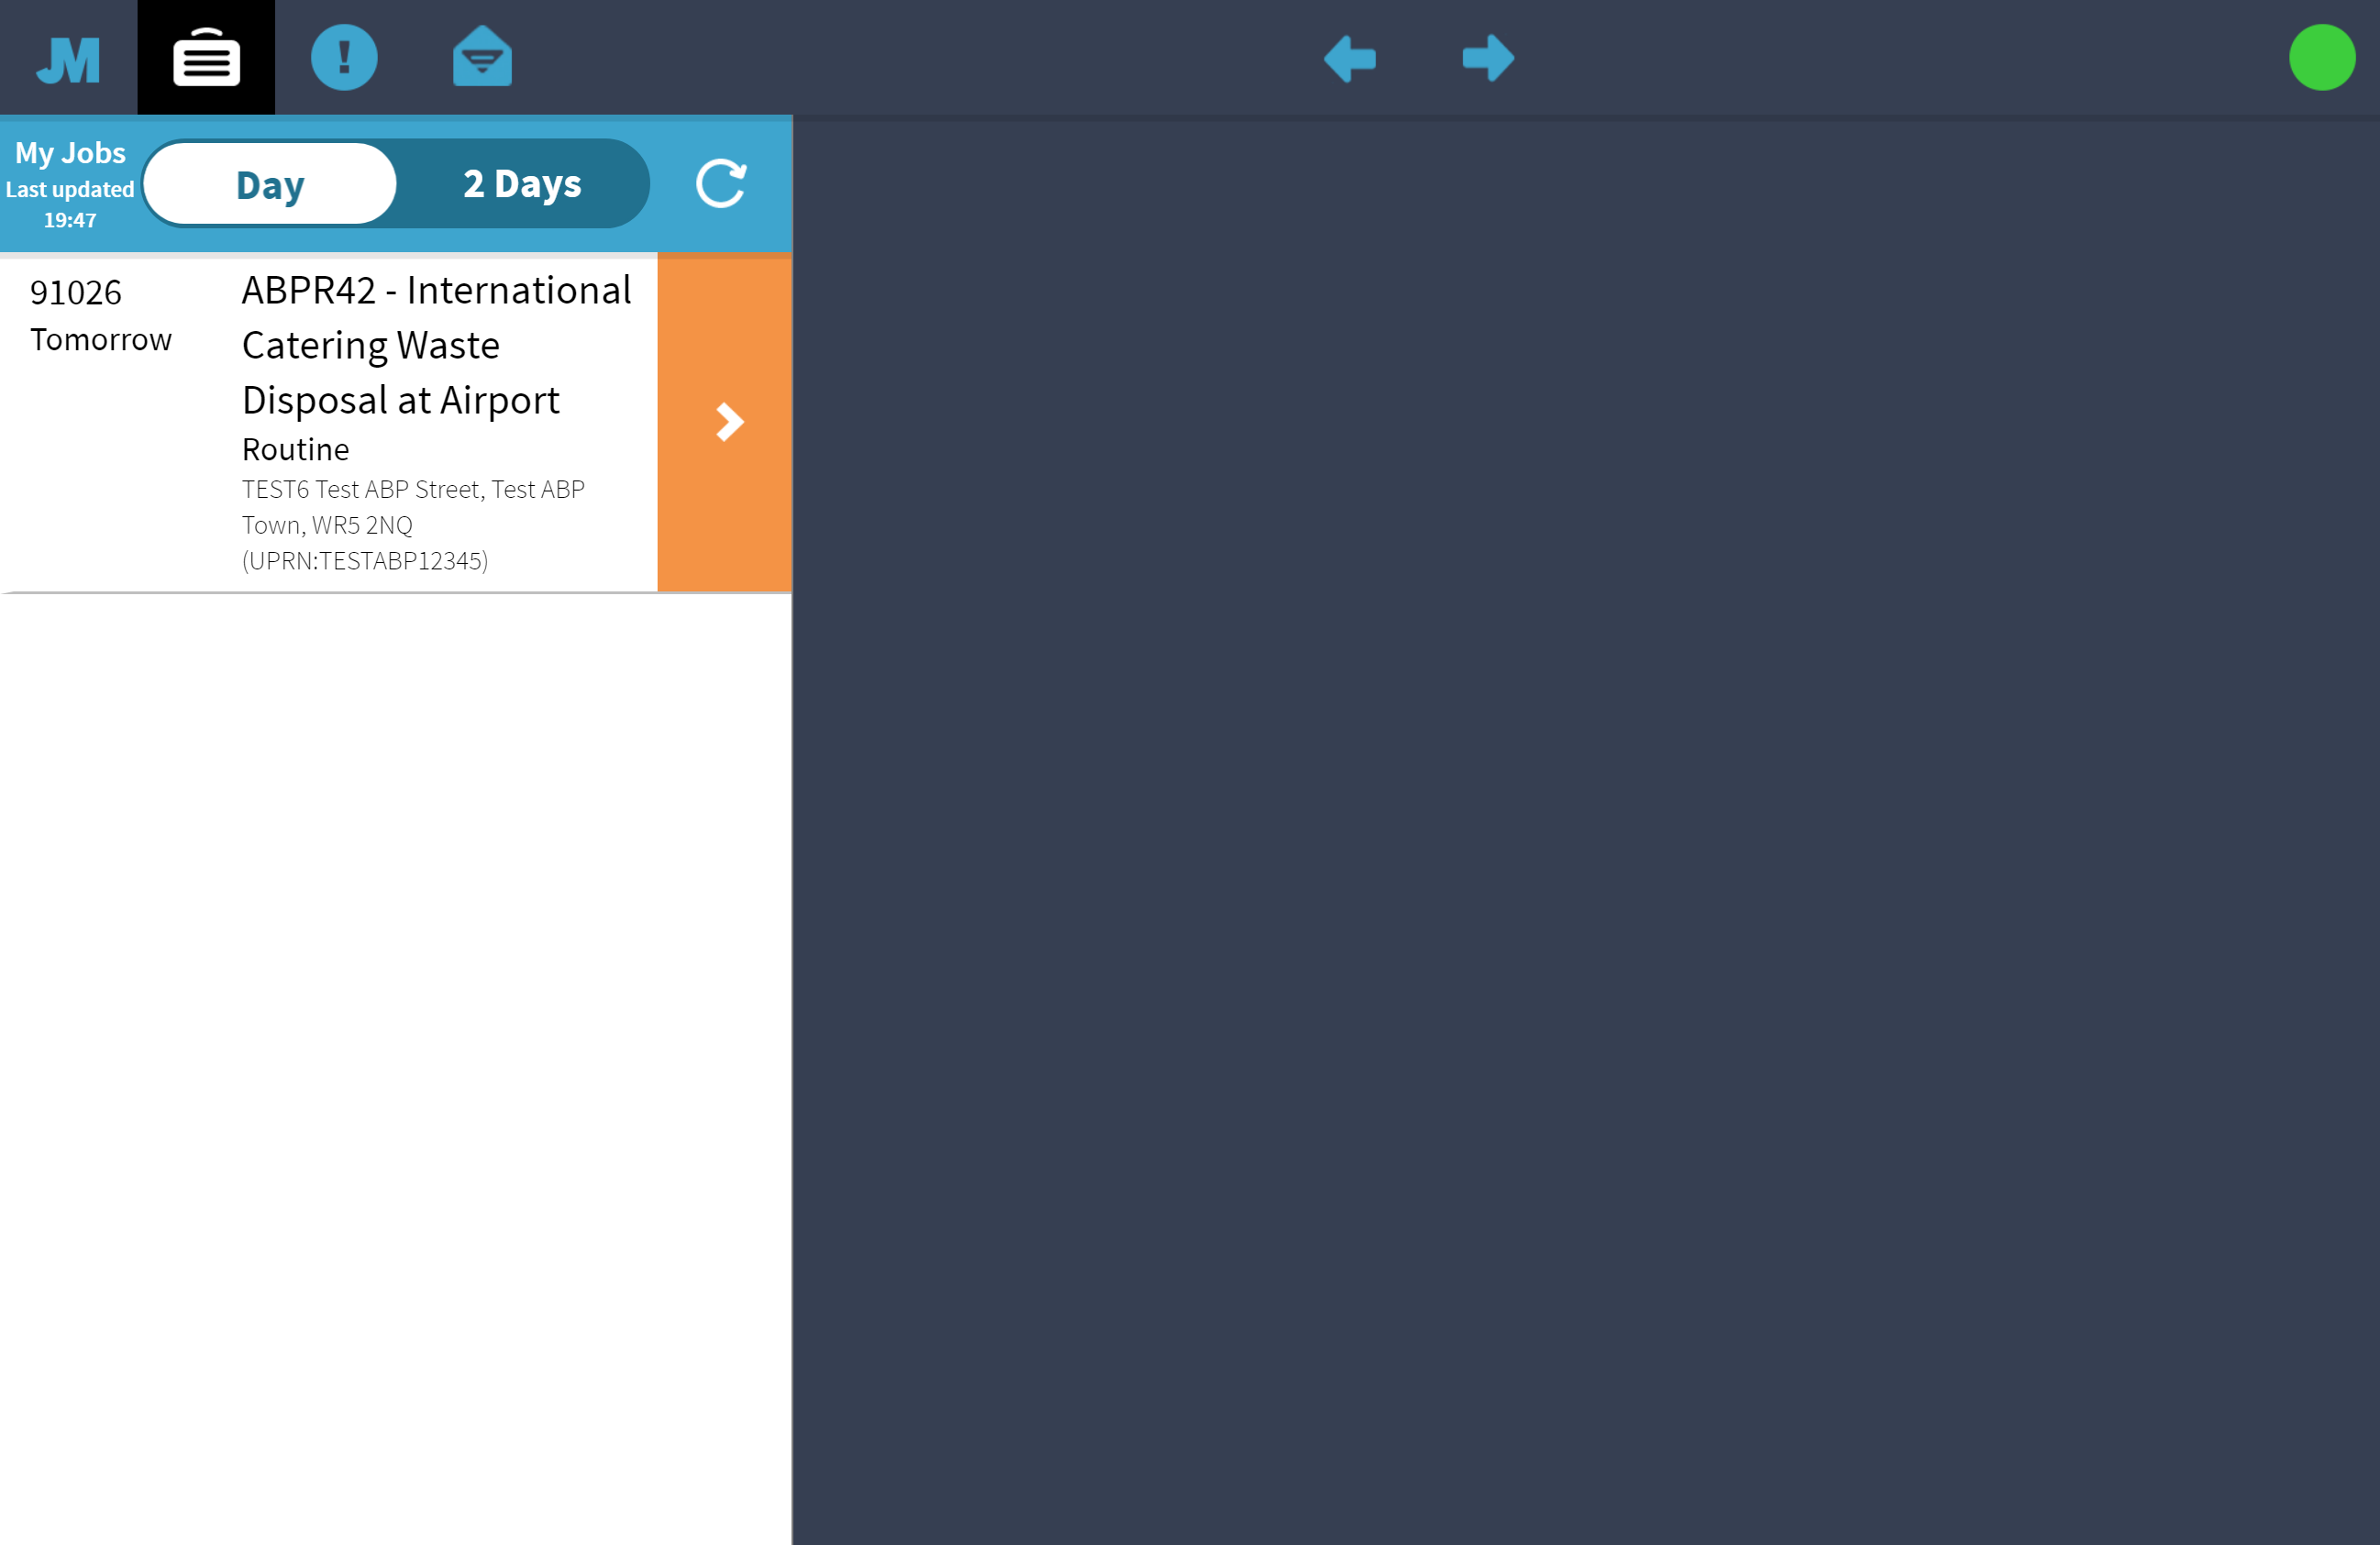 JM
My Jobs
Last updated
19:47
Day
2 Days
91026
Tomorrow
ABPR42 - International
Catering Waste
Disposal at Airport
Routine
TEST6 Test ABP Street, Test ABP
Town, WR5 2NQ
(UPRN:TESTABP12345)